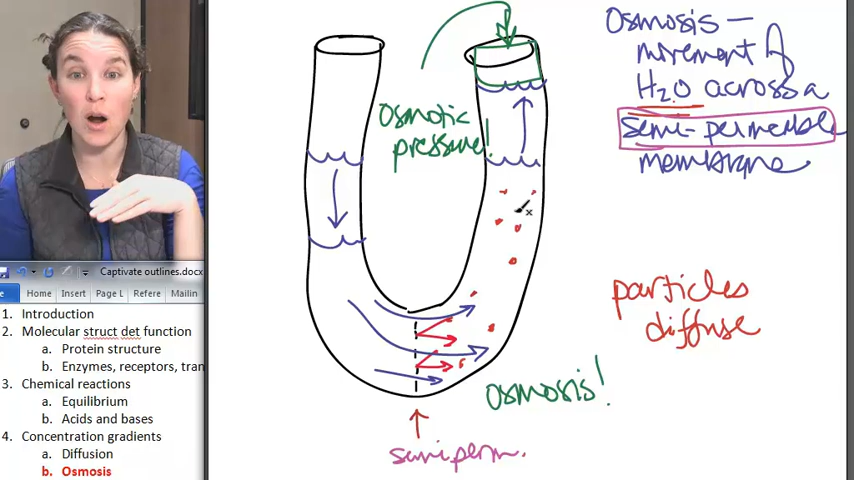 Osmosis —
movement of
H2O across a
semi-permeable
membrane
Osmotic
pressure!
particles
diffuse
osmosis!
semiperm.
Captivate outlines.docx
Home Insert Page L Refere Mailin
1. Introduction
2. Molecular struct det function
a. Protein structure
b. Enzymes, receptors, tran
3. Chemical reactions
a. Equilibrium
b. Acids and bases
4. Concentration gradients
a. Diffusion
b. Osmosis